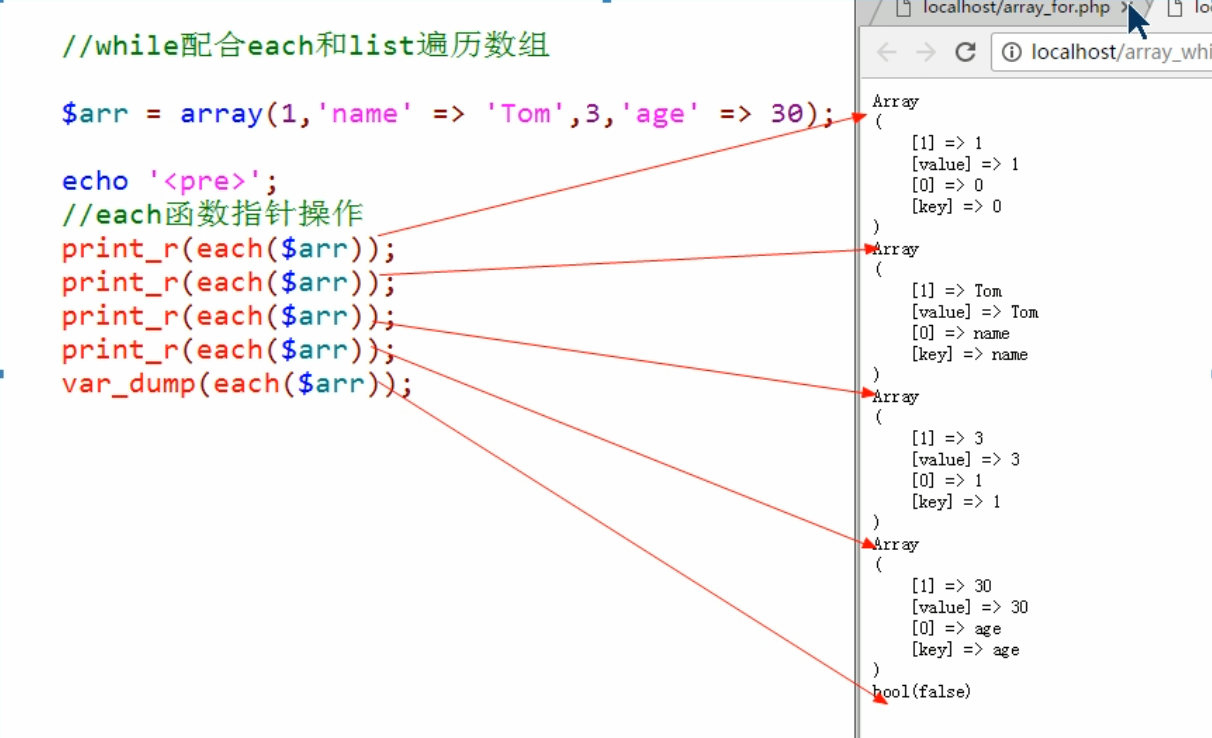 //while配合each和list遍历数组
$arr = array(1,'name' => 'Tom',3,'age' => 30);
echo '<pre>';
//each函数指针操作
print_r(each($arr));
print_r(each($arr));
print_r(each($arr));
print_r(each($arr));
var_dump(each($arr));
localhost/array_for.php
localhost/array_whi
Array
(
[1] => 1
[value] => 1
[0] => 0
[key] => 0
)
Array
(
[1] => Tom
[value] => Tom
[0] => name
[key] => name
)
Array
(
[1] => 3
[value] => 3
[0] => 1
[key] => 1
)
Array
(
[1] => 30
[value] => 30
[0] => age
[key] => age
)
bool(false)